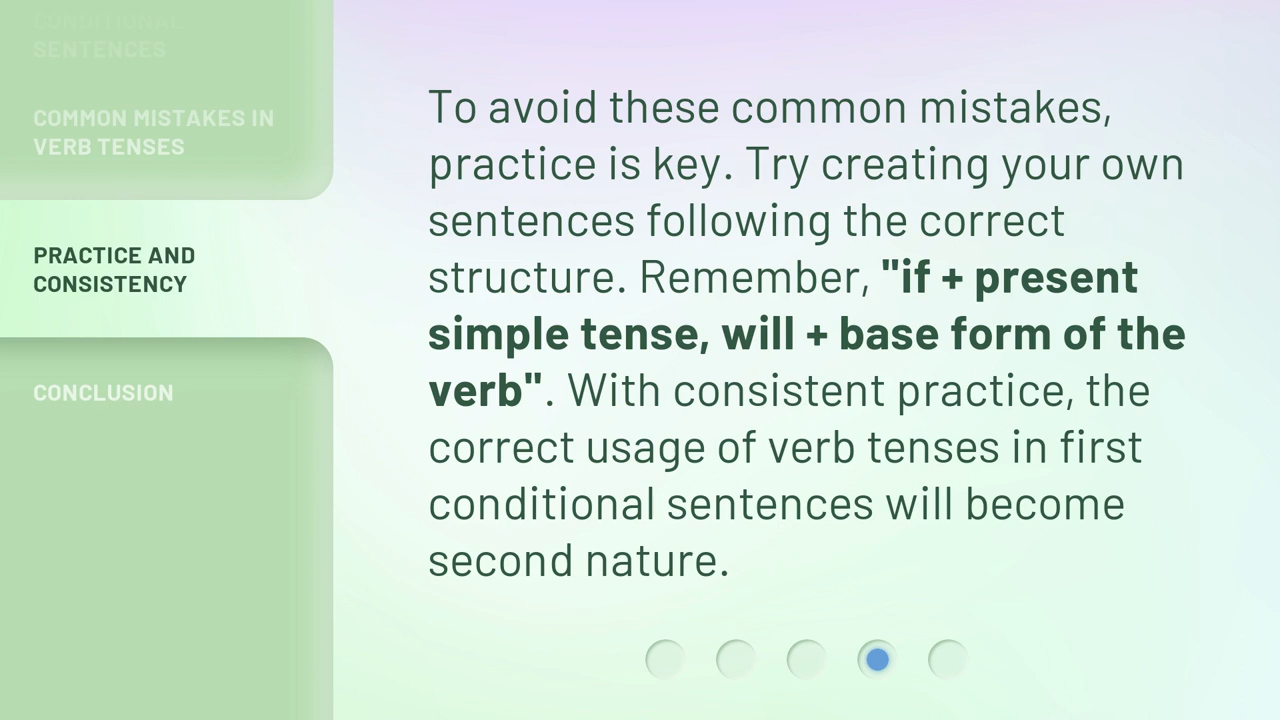 CONDITIONAL
SENTENCES
COMMON MISTAKES IN
VERB TENSES
PRACTICE AND
CONSISTENCY
CONCLUSION
To avoid these common mistakes,
practice is key. Try creating your own
sentences following the correct
structure. Remember, "if + present
simple tense, will + base form of the
verb". With consistent practice, the
correct usage of verb tenses in first
conditional sentences will become
second nature.